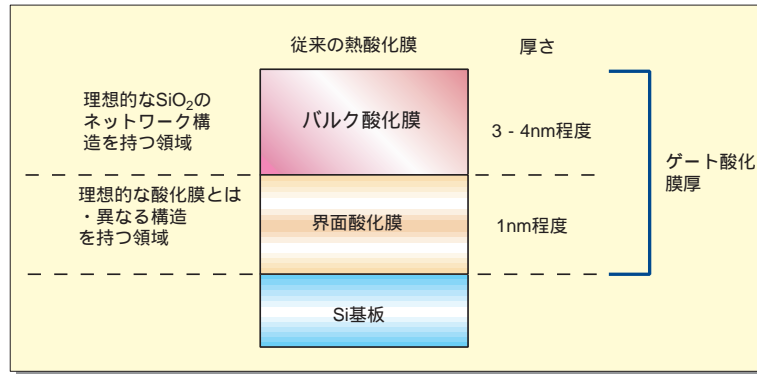 従来の熱酸化膜
厚さ
理想的なSiO₂の
ネットワーク構
造を持つ領域
バルク酸化膜
3 - 4nm程度
ゲート酸化
膜厚
理想的な酸化膜とは
・異なる構造
を持つ領域
界面酸化膜
1nm程度
Si基板